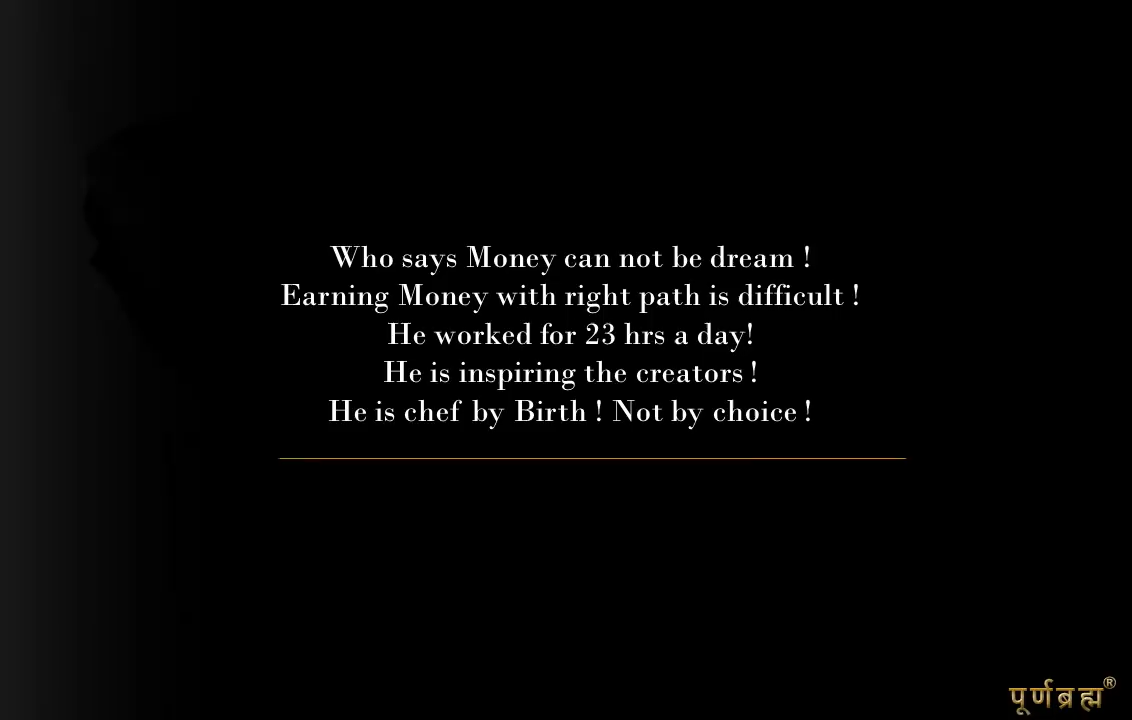 Who says Money can not be dream !
Earning Money with right path is difficult !
He worked for 23 hrs a day!
He is inspiring the creators !
He is chef by Birth ! Not by choice !
पूर्णब्रह्म®